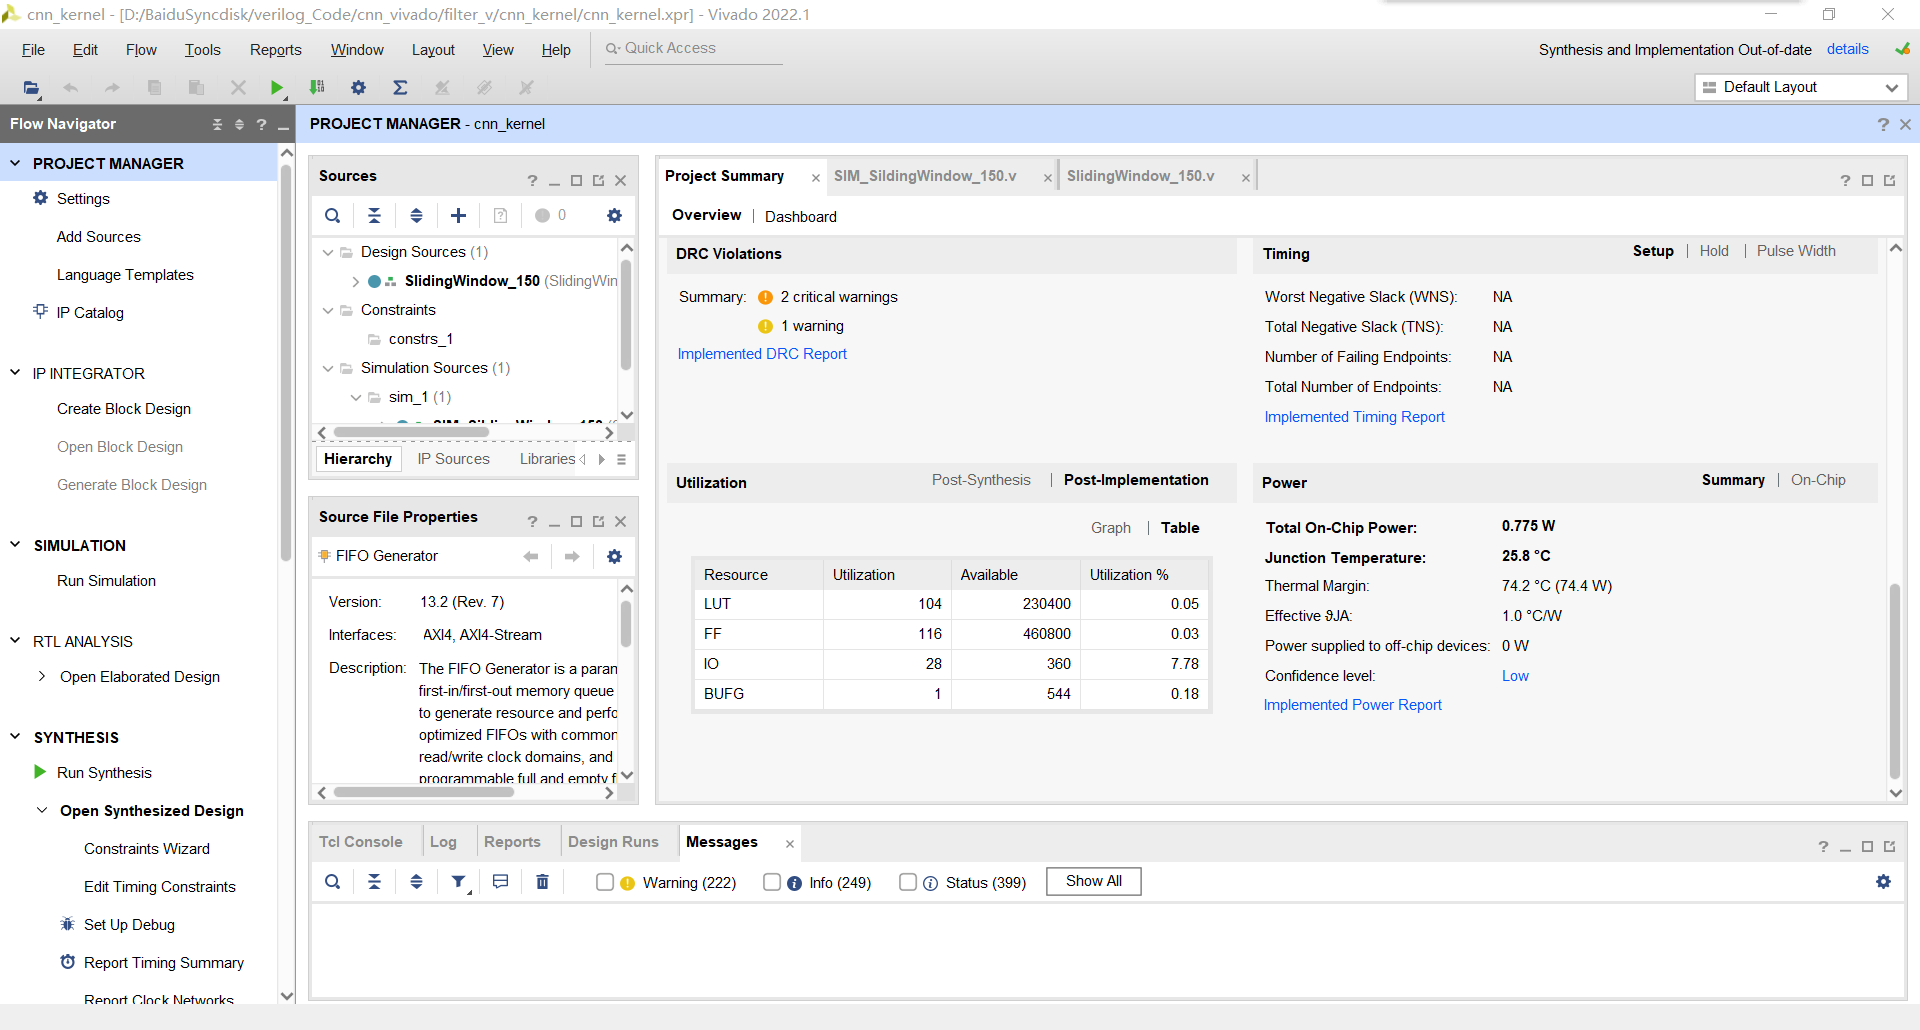 cnn_kernel - [D:/BaiduSyncdisk/verilog_Code/cnn_vivado/filter_v/cnn_kernel/cnn_kernel.xpr] - Vivado 2022.1
File Edit Flow Tools Reports Window Layout View Help Quick Access
Synthesis and Implementation Out-of-date details
Default Layout
Flow Navigator
PROJECT MANAGER
Settings
Add Sources
Language Templates
IP Catalog
IP INTEGRATOR
Create Block Design
Open Block Design
Generate Block Design
SIMULATION
Run Simulation
RTL ANALYSIS
Open Elaborated Design
SYNTHESIS
Run Synthesis
Open Synthesized Design
Constraints Wizard
Edit Timing Constraints
Set Up Debug
Report Timing Summary
Report Clock Networks
PROJECT MANAGER - cnn_kernel
Sources
0
Design Sources (1)
SlidingWindow_150 (SlidingWin
Constraints
constrs_1
Simulation Sources (1)
sim_1 (1)
Hierarchy IP Sources Libraries
Source File Properties
FIFO Generator
Version: 13.2 (Rev. 7)
Interfaces: AXI4, AXI4-Stream
Description: The FIFO Generator is a param
first-in/first-out memory queue
to generate resource and perfo
optimized FIFOs with common
read/write clock domains, and
programmable full and empty f
Project Summary SIM_SildingWindow_150.v SlidingWindow_150.v
Overview | Dashboard
DRC Violations
Summary: 2 critical warnings
1 warning
Implemented DRC Report
Timing Setup | Hold | Pulse Width
Worst Negative Slack (WNS): NA
Total Negative Slack (TNS): NA
Number of Failing Endpoints: NA
Total Number of Endpoints: NA
Implemented Timing Report
Utilization Post-Synthesis | Post-Implementation
Graph | Table
Resource Utilization Available Utilization %
LUT 104 230400 0.05
FF 116 460800 0.03
IO 28 360 7.78
BUFG 1 544 0.18
Power Summary | On-Chip
Total On-Chip Power: 0.775 W
Junction Temperature: 25.8 °C
Thermal Margin: 74.2 °C (74.4 W)
Effective ϑJA: 1.0 °C/W
Power supplied to off-chip devices: 0 W
Confidence level: Low
Implemented Power Report
Tcl Console Log Reports Design Runs Messages
Warning (222) Info (249) Status (399) Show All